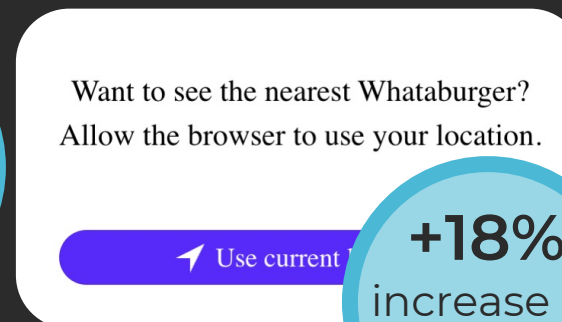 Want to see the nearest Whataburger?
Allow the browser to use your location.
Use current
+18%
increase